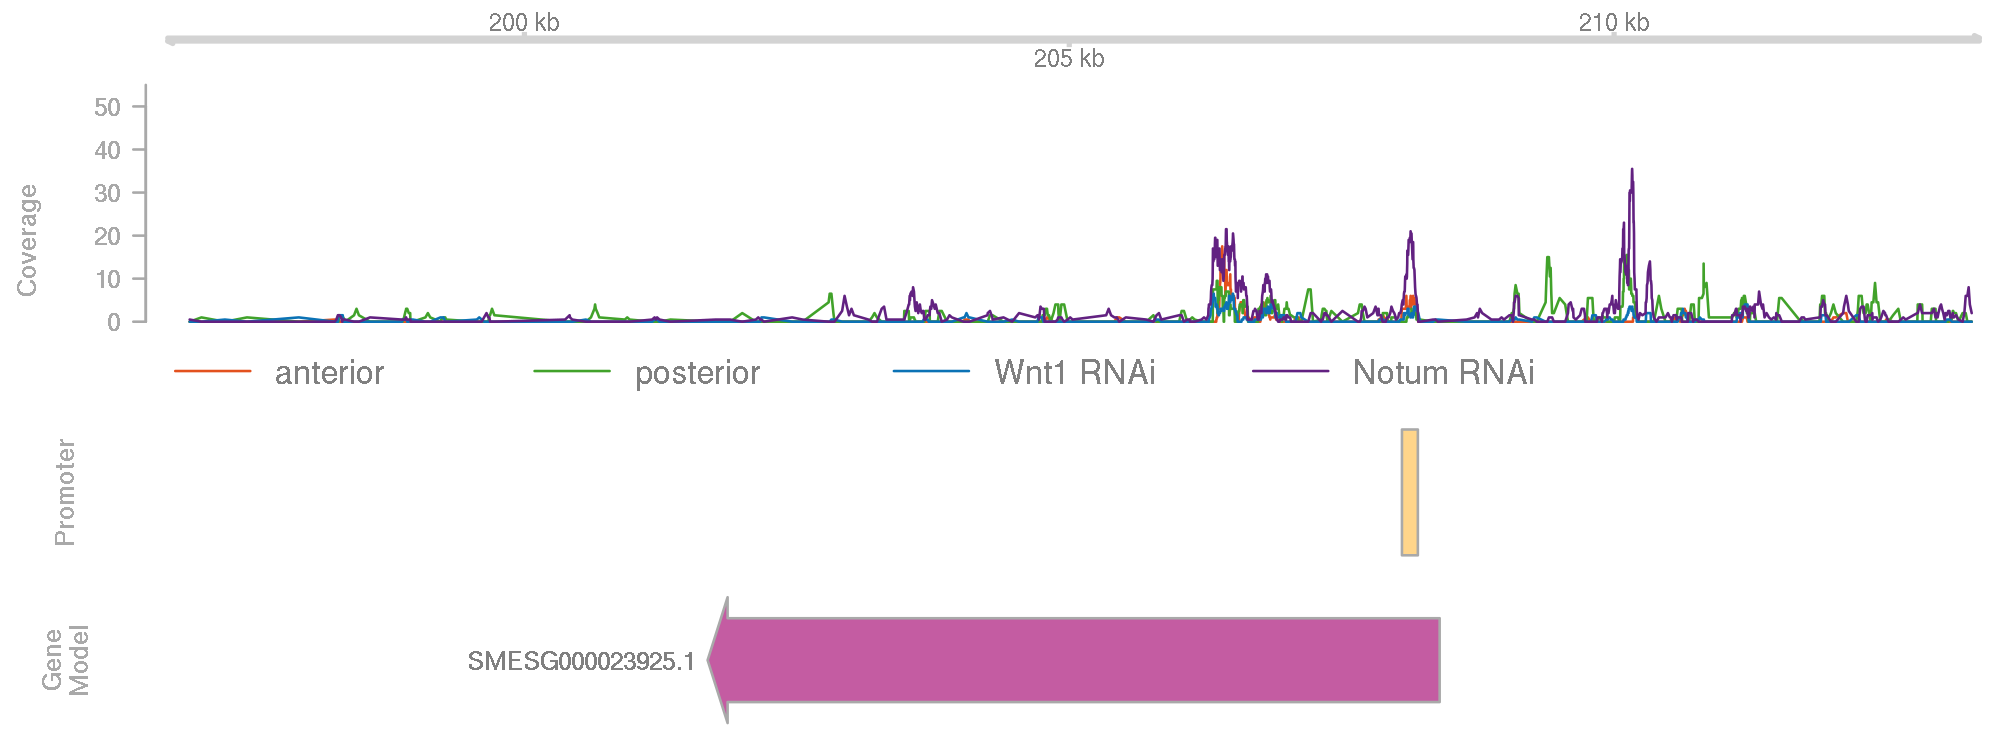 200 kb
210 kb
205 kb
Coverage
50
40
30
20
10
0
anterior
posterior
Wnt1 RNAi
Notum RNAi
Promoter
Gene
Model
SMESG000023925.1